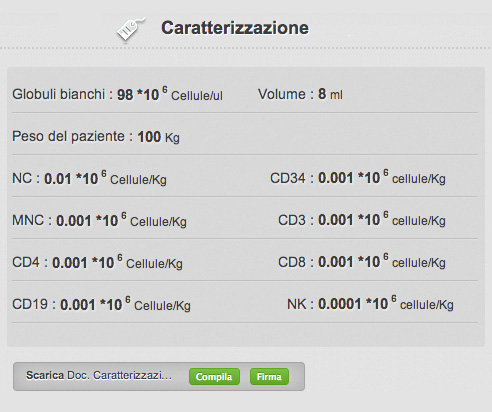 Caratterizzazione
Globuli bianchi : 98 *10 6 Cellule/ul Volume : 8 ml
Peso del paziente : 100 Kg
NC : 0.01 *10 6 Cellule/Kg CD34 : 0.001 *10 6 cellule/Kg
MNC : 0.001 *10 6 Cellule/Kg CD3 : 0.001 *10 6 cellule/Kg
CD4 : 0.001 *10 6 Cellule/Kg CD8 : 0.001 *10 6 cellule/Kg
CD19 : 0.001 *10 6 Cellule/Kg NK : 0.0001 *10 6 cellule/Kg
Scarica Doc. Caratterizzazi... Compila Firma